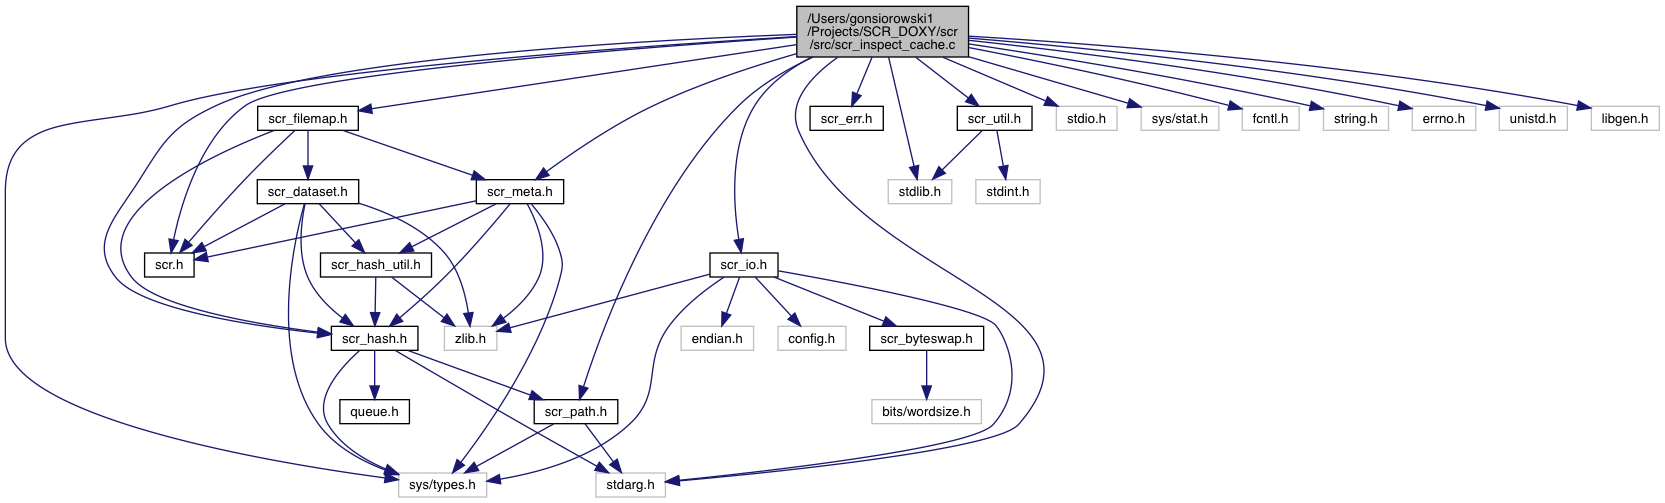 /Users/gonsiorowski1
/Projects/SCR_DOXY/scr
/src/scr_inspect_cache.c
scr_filemap.h
scr_err.h
scr_util.h
stdio.h
sys/stat.h
fcntl.h
string.h
errno.h
unistd.h
libgen.h
scr_dataset.h
scr_meta.h
stdlib.h
stdint.h
scr.h
scr_hash_util.h
scr_io.h
scr_hash.h
zlib.h
endian.h
config.h
scr_byteswap.h
queue.h
scr_path.h
bits/wordsize.h
sys/types.h
stdarg.h